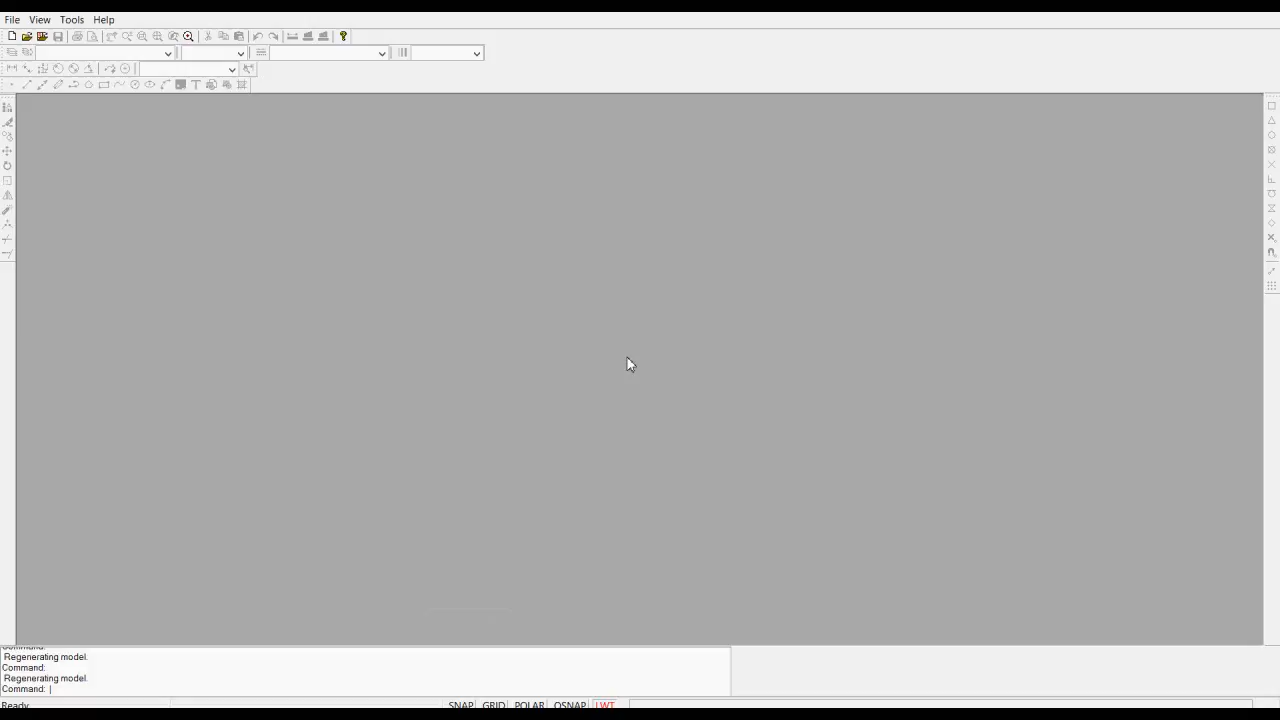 File View Tools Help
Regenerating model.
Command:
Regenerating model.
Command:
Ready SNAP GRID POLAR OSNAP LWT